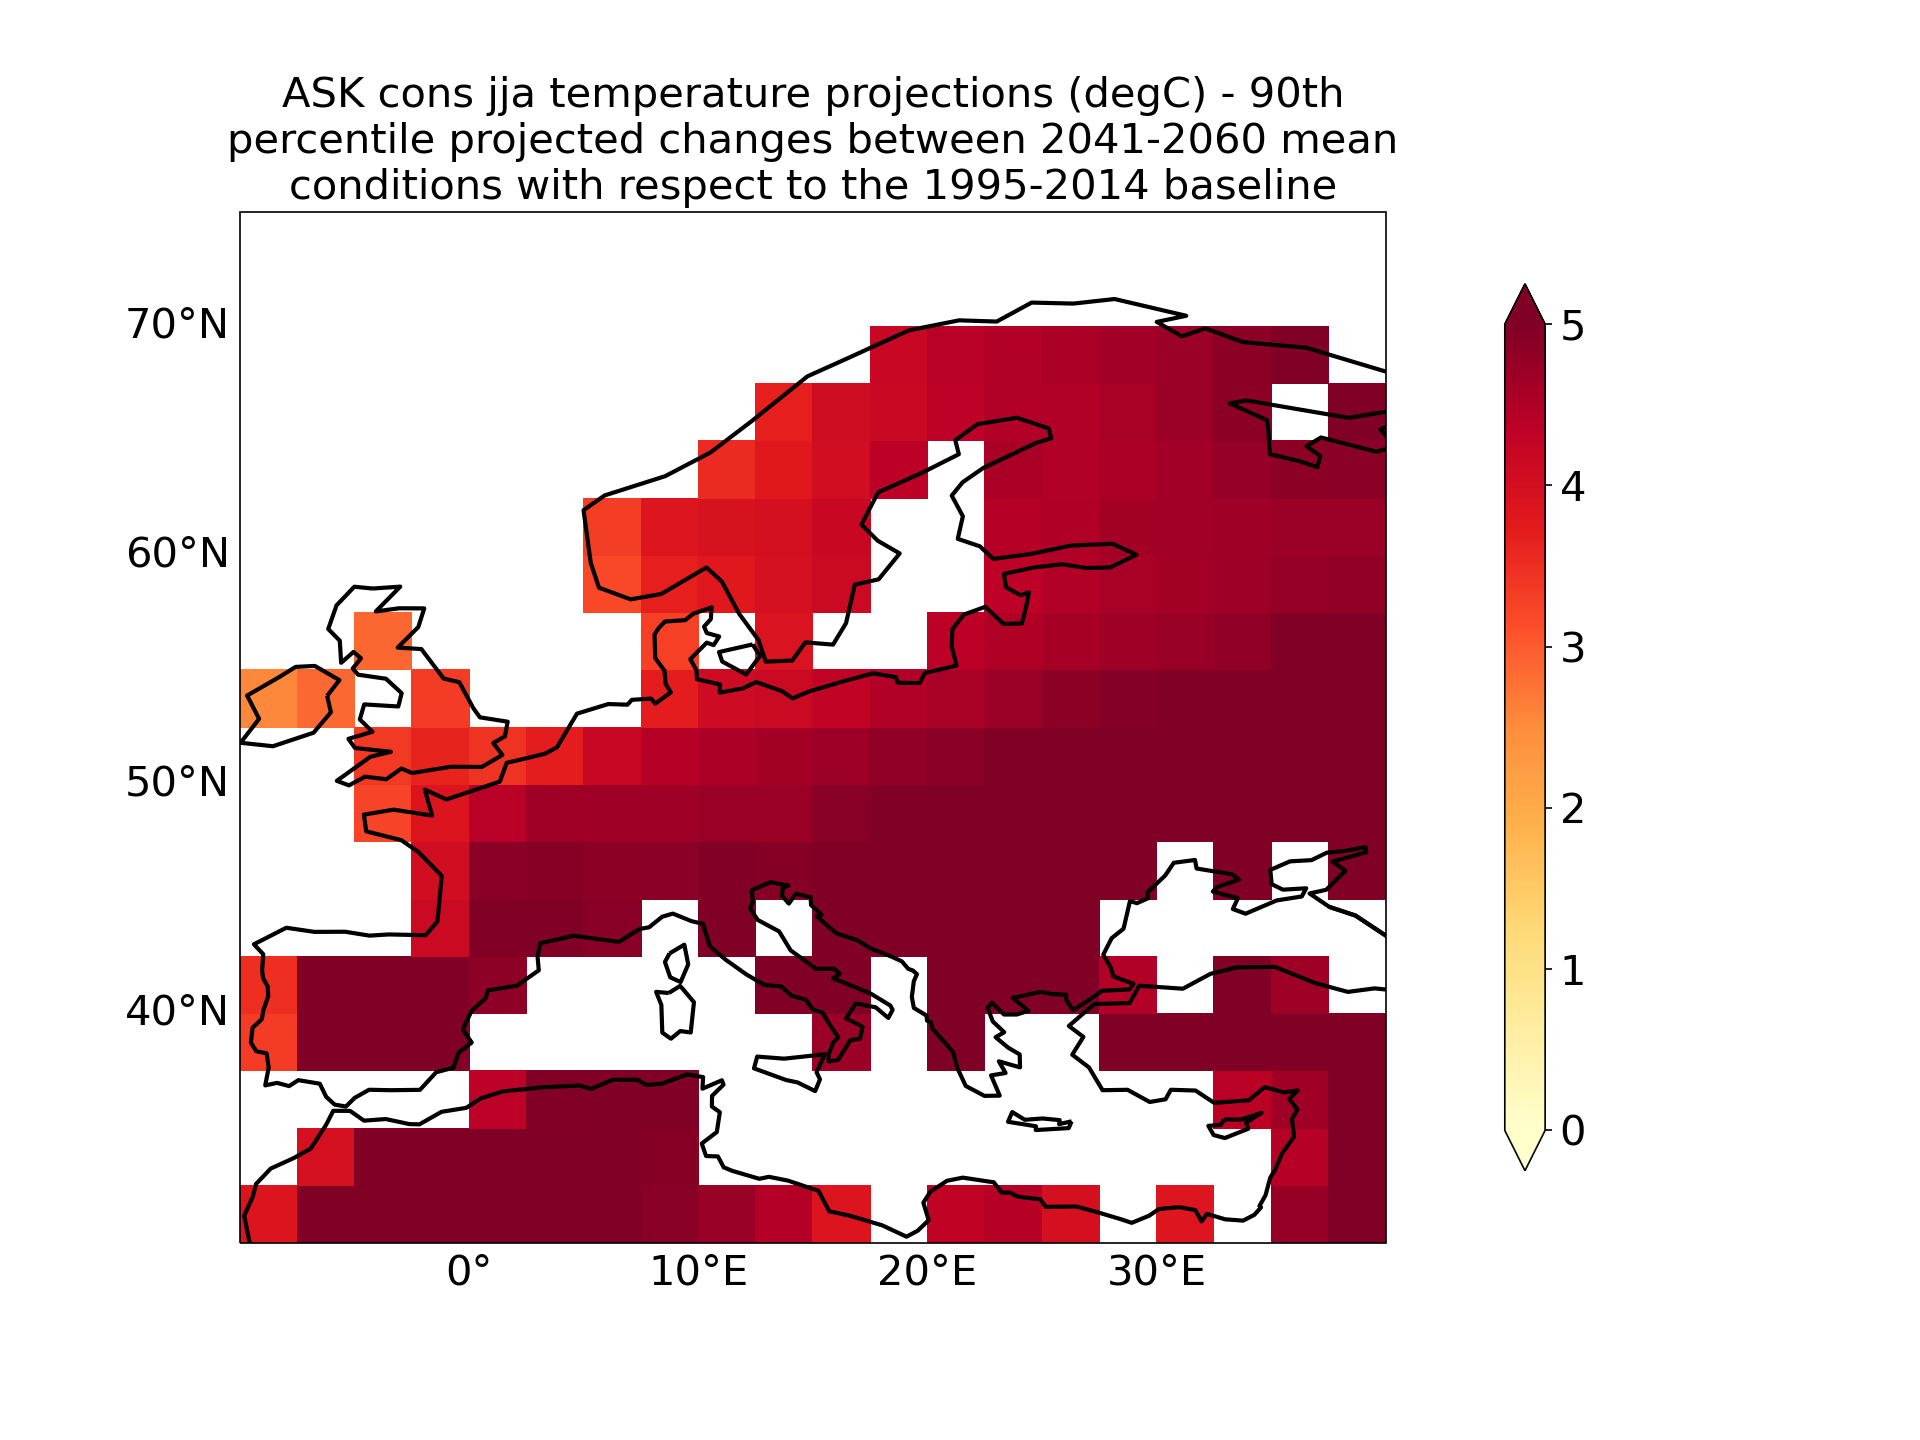 ASK cons jja temperature projections (degC) - 90th
percentile projected changes between 2041-2060 mean
conditions with respect to the 1995-2014 baseline
70°N
60°N
50°N
40°N
0°
10°E
20°E
30°E
5
4
3
2
1
0